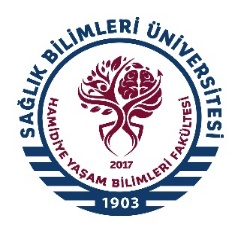 SAĞLIK BİLİMLERİ ÜNİVERSİTESİ
HAMİDİYE YAŞAM BİLİMLERİ FAKÜLTESİ
2017
1903